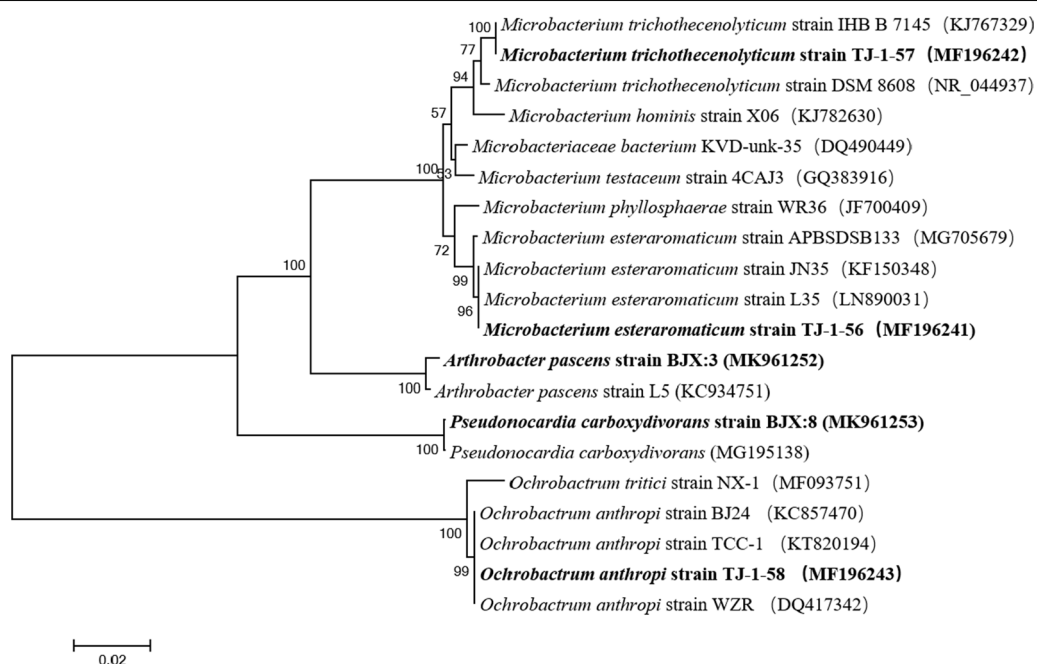 100
Microbacterium trichothecenolyticum strain IHB B 7145 (KJ767329)
77
Microbacterium trichothecenolyticum strain TJ-1-57 (MF196242)
94
Microbacterium trichothecenolyticum strain DSM 8608 (NR_044937)
57
Microbacterium hominis strain X06 (KJ782630)
Microbacteriaceae bacterium KVD-unk-35 (DQ490449)
100
53
Microbacterium testaceum strain 4CAJ3 (GQ383916)
Microbacterium phyllosphaerae strain WR36 (JF700409)
72
Microbacterium esteraromaticum strain APBSDSB133 (MG705679)
100
99
Microbacterium esteraromaticum strain JN35 (KF150348)
96
Microbacterium esteraromaticum strain L35 (LN890031)
Microbacterium esteraromaticum strain TJ-1-56 (MF196241)
Arthrobacter pascens strain BJX:3 (MK961252)
100
Arthrobacter pascens strain L5 (KC934751)
Pseudonocardia carboxydivorans strain BJX:8 (MK961253)
100
Pseudonocardia carboxydivorans (MG195138)
Ochrobactrum tritici strain NX-1 (MF093751)
Ochrobactrum anthropi strain BJ24 (KC857470)
100
Ochrobactrum anthropi strain TCC-1 (KT820194)
99
Ochrobactrum anthropi strain TJ-1-58 (MF196243)
Ochrobactrum anthropi strain WZR (DQ417342)
0.02